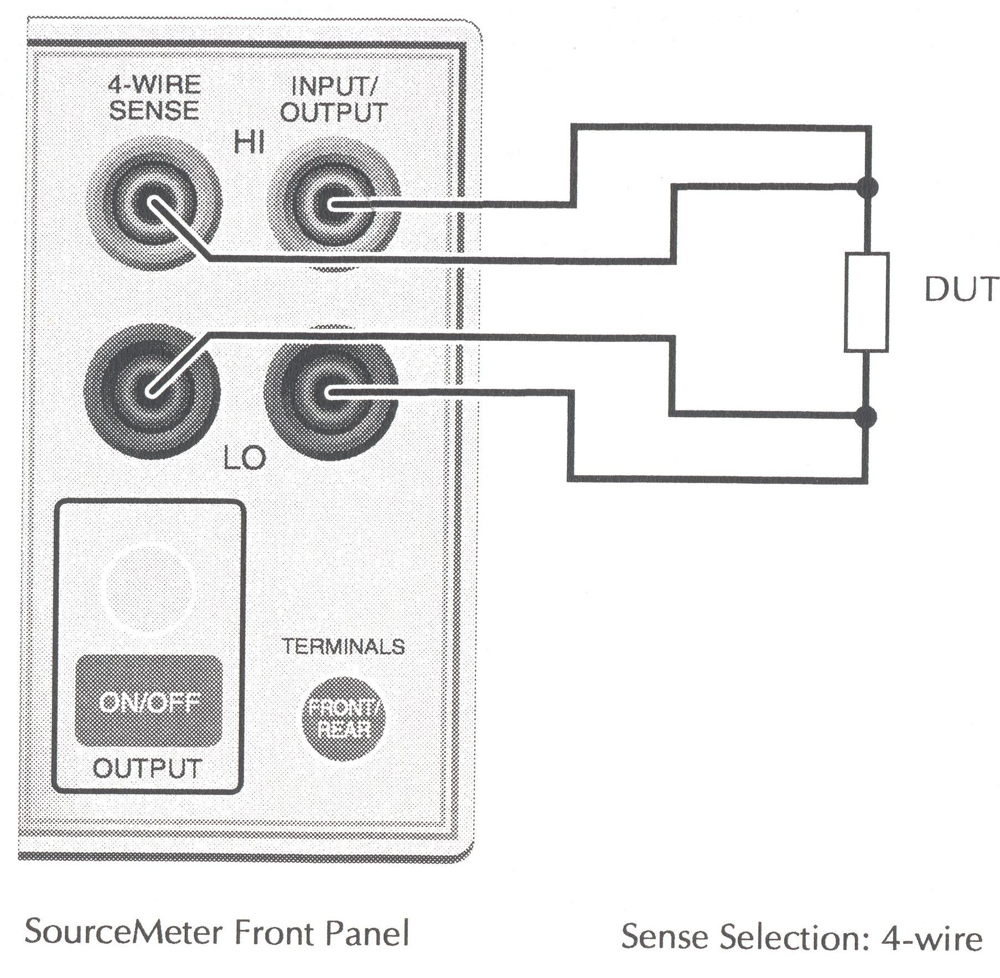 4-WIRE
SENSE
INPUT/
OUTPUT
HI
DUT
LO
TERMINALS
ON/OFF
FRONT/
REAR
OUTPUT
SourceMeter Front Panel
Sense Selection: 4-wire